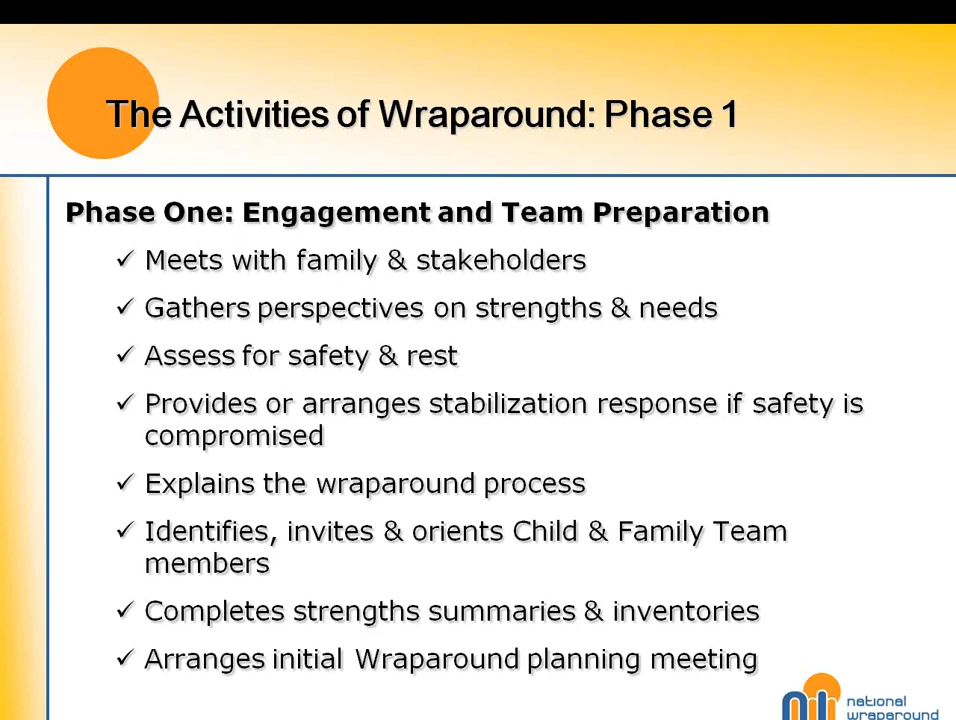 The Activities of Wraparound: Phase 1
Phase One: Engagement and Team Preparation
✓ Meets with family & stakeholders
✓ Gathers perspectives on strengths & needs
✓ Assess for safety & rest
✓ Provides or arranges stabilization response if safety is
compromised
✓ Explains the wraparound process
✓ Identifies, invites & orients Child & Family Team
members
✓ Completes strengths summaries & inventories
✓ Arranges initial Wraparound planning meeting
national
wraparound